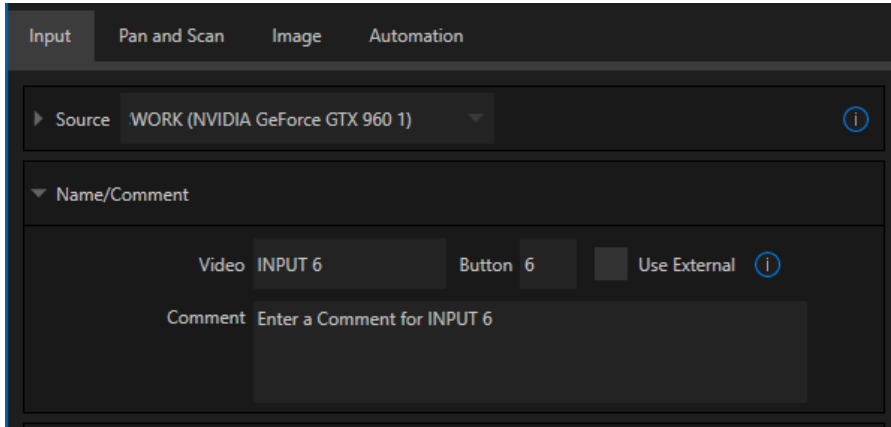 Input Pan and Scan Image Automation
Source :WORK (NVIDIA GeForce GTX 960 1)
Name/Comment
Video INPUT 6 Button 6 Use External
Comment Enter a Comment for INPUT 6